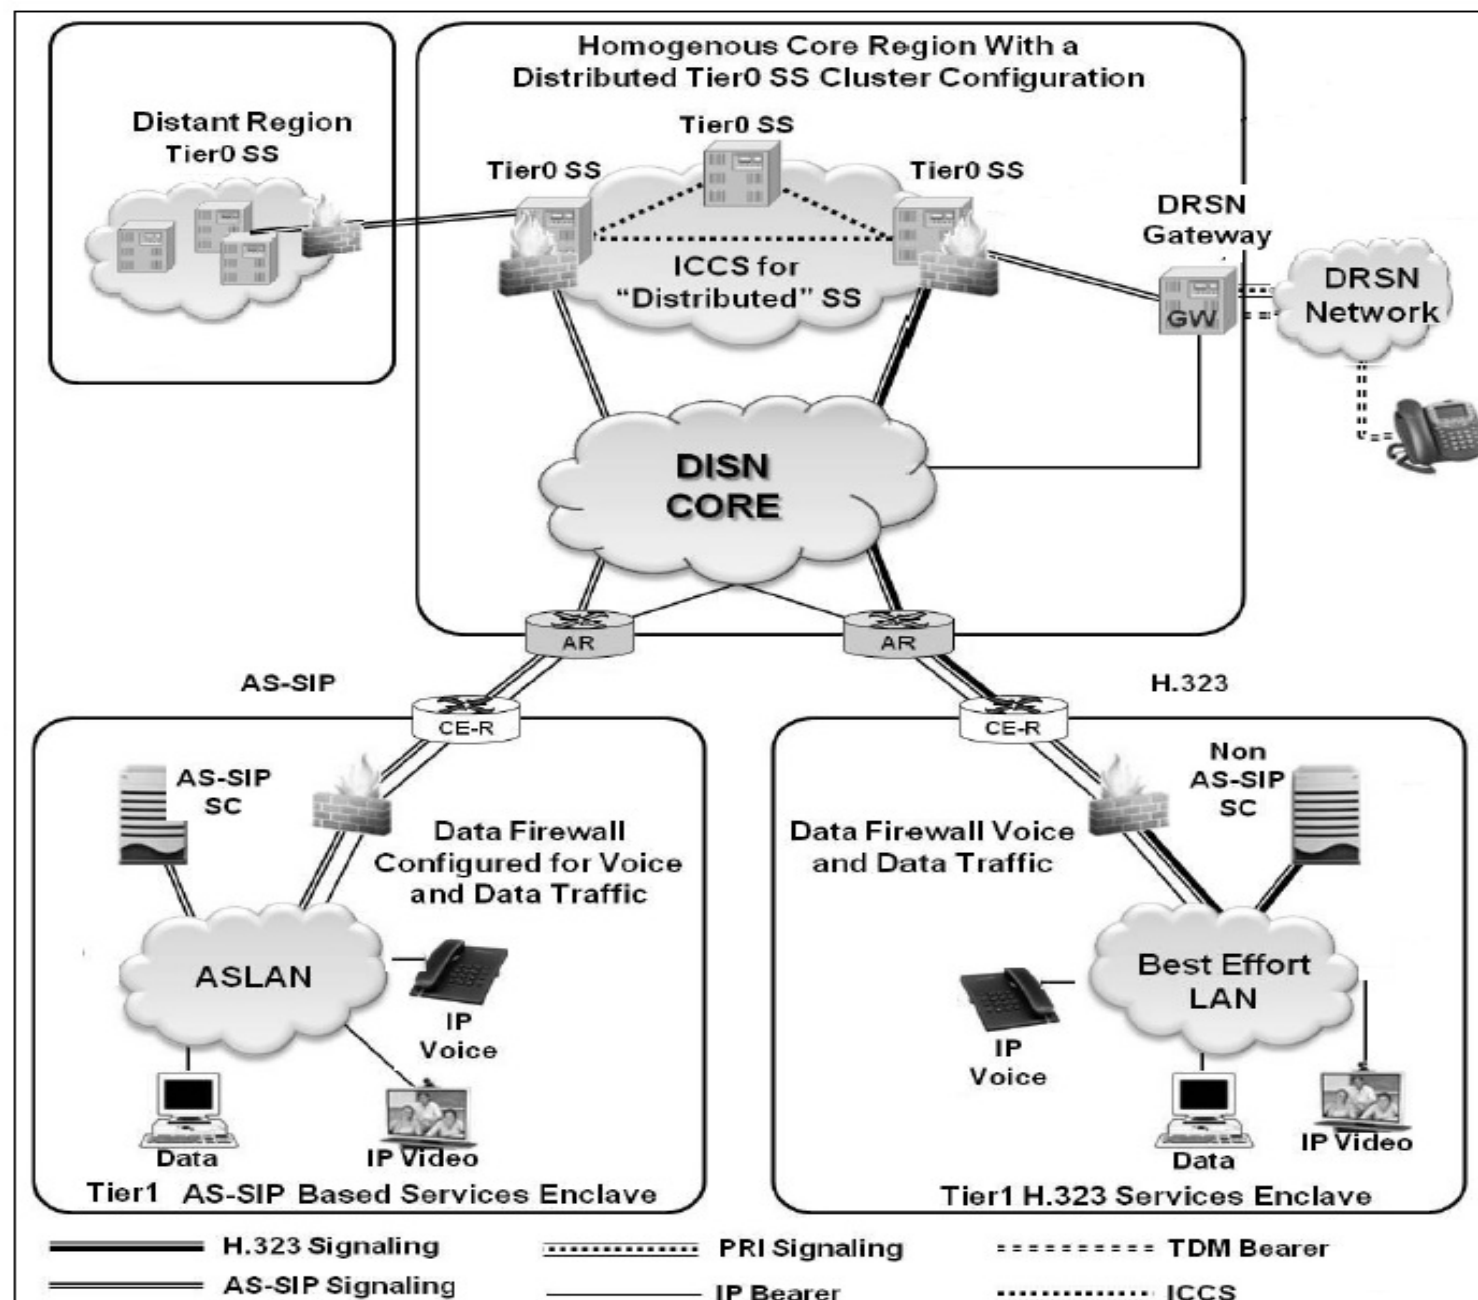 Homogenous Core Region With a
Distributed Tier0 SS Cluster Configuration
Distant Region
Tier0 SS
Tier0 SS
Tier0 SS
Tier0 SS
ICCS for
“Distributed” SS
DRSN
Gateway
GW
DRSN
Network
DISN
CORE
AR
AR
AS-SIP
H.323
CE-R
CE-R
AS-SIP
SC
Data Firewall
Configured for Voice
and Data Traffic
ASLAN
IP
Voice
Data
IP Video
Tier1 AS-SIP Based Services Enclave
Non
AS-SIP
SC
Data Firewall Voice
and Data Traffic
Best Effort
LAN
IP
Voice
Data
IP Video
Tier1 H.323 Services Enclave
H.323 Signaling
PRI Signaling
TDM Bearer
AS-SIP Signaling
IP Bearer
ICCS